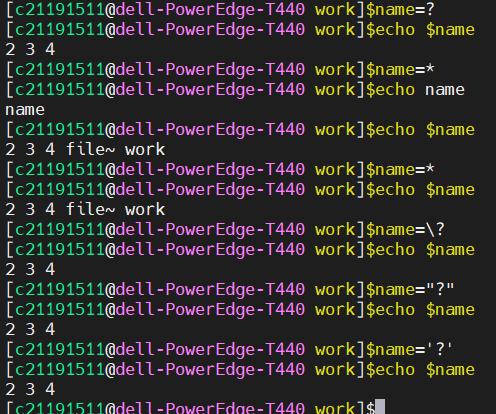 [c21191511@dell-PowerEdge-T440 work]$name=?
[c21191511@dell-PowerEdge-T440 work]$echo $name
2 3 4
[c21191511@dell-PowerEdge-T440 work]$name=*
[c21191511@dell-PowerEdge-T440 work]$echo name
name
[c21191511@dell-PowerEdge-T440 work]$echo $name
2 3 4 file~ work
[c21191511@dell-PowerEdge-T440 work]$name=*
[c21191511@dell-PowerEdge-T440 work]$echo $name
2 3 4 file~ work
[c21191511@dell-PowerEdge-T440 work]$name=\?
[c21191511@dell-PowerEdge-T440 work]$echo $name
2 3 4
[c21191511@dell-PowerEdge-T440 work]$name="?"
[c21191511@dell-PowerEdge-T440 work]$echo $name
2 3 4
[c21191511@dell-PowerEdge-T440 work]$name='?'
[c21191511@dell-PowerEdge-T440 work]$echo $name
2 3 4
[c21191511@dell-PowerEdge-T440 work]$